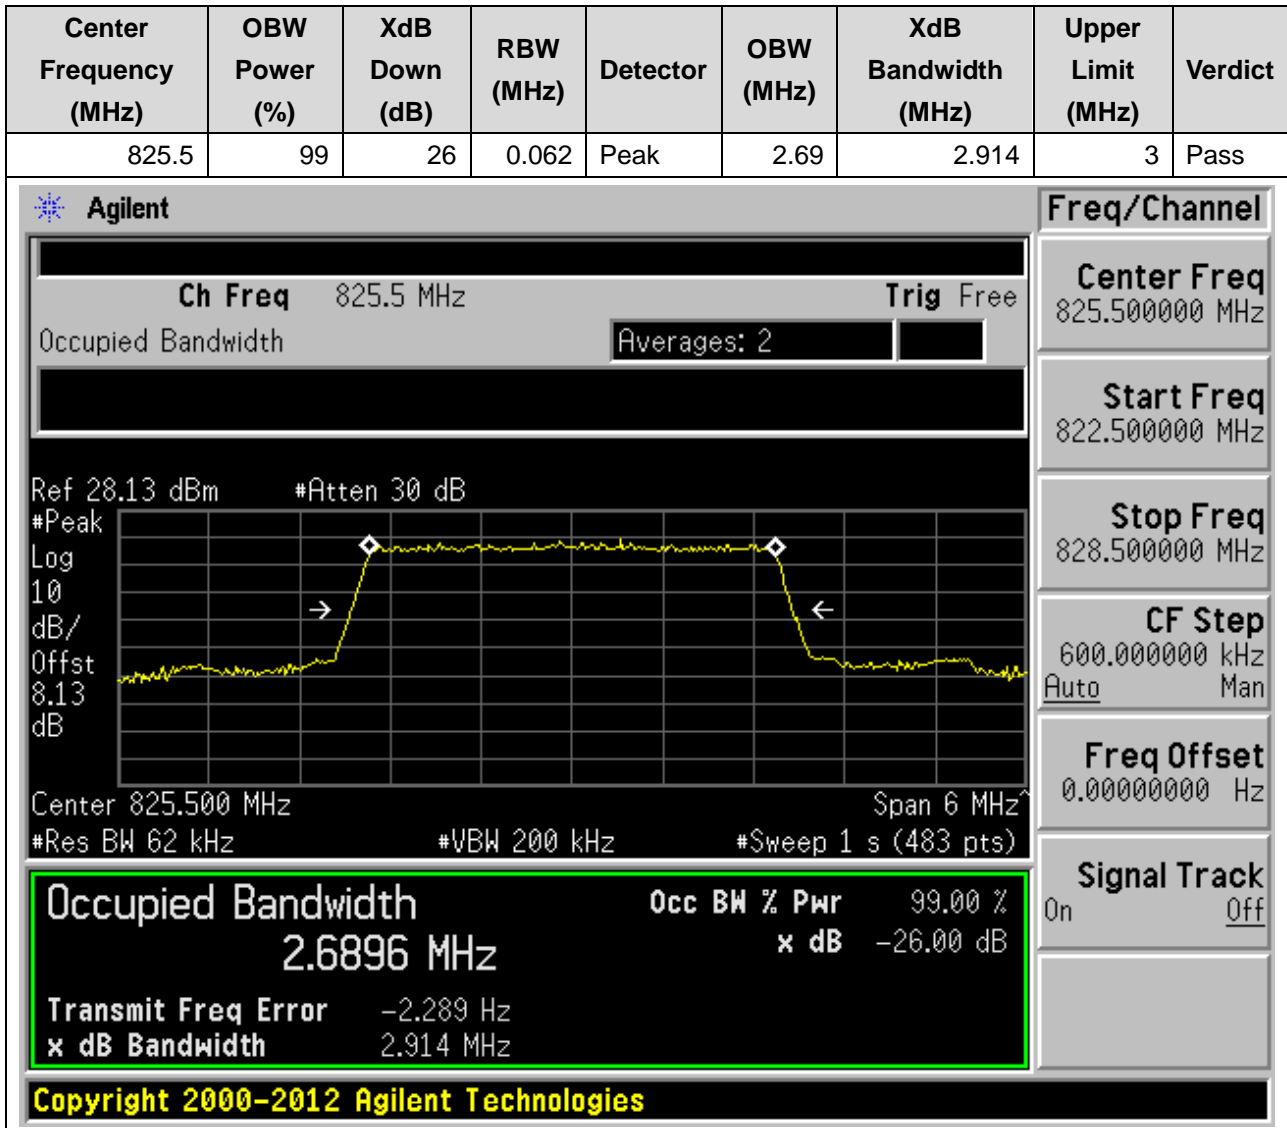 Center Frequency (MHz) OBW Power (%) XdB Down (dB) RBW (MHz) Detector OBW (MHz) XdB Bandwidth (MHz) Upper Limit (MHz) Verdict
825.5 99 26 0.062 Peak 2.69 2.914 3 Pass
Agilent
Freq/Channel
Ch Freq 825.5 MHz Trig Free
Occupied Bandwidth Averages: 2
Ref 28.13 dBm #Atten 30 dB
#Peak
Log
10
dB/
Offst
8.13
dB
Center 825.500 MHz Span 6 MHz^
#Res BW 62 kHz #VBW 200 kHz #Sweep 1 s (483 pts)
Occupied Bandwidth
2.6896 MHz
Occ BW % Pwr 99.00 %
x dB -26.00 dB
Transmit Freq Error -2.289 Hz
x dB Bandwidth 2.914 MHz
Center Freq
825.500000 MHz
Start Freq
822.500000 MHz
Stop Freq
828.500000 MHz
CF Step
600.000000 kHz
Auto Man
Freq Offset
0.00000000 Hz
Signal Track
On Off
Copyright 2000-2012 Agilent Technologies